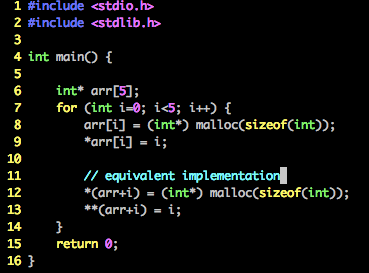 1 #include <stdio.h>
2 #include <stdlib.h>
3
4 int main() {
5
6     int* arr[5];
7     for (int i=0; i<5; i++) {
8         arr[i] = (int*) malloc(sizeof(int));
9         *arr[i] = i;
10
11         // equivalent implementation
12         *(arr+i) = (int*) malloc(sizeof(int));
13         **(arr+i) = i;
14     }
15     return 0;
16 }